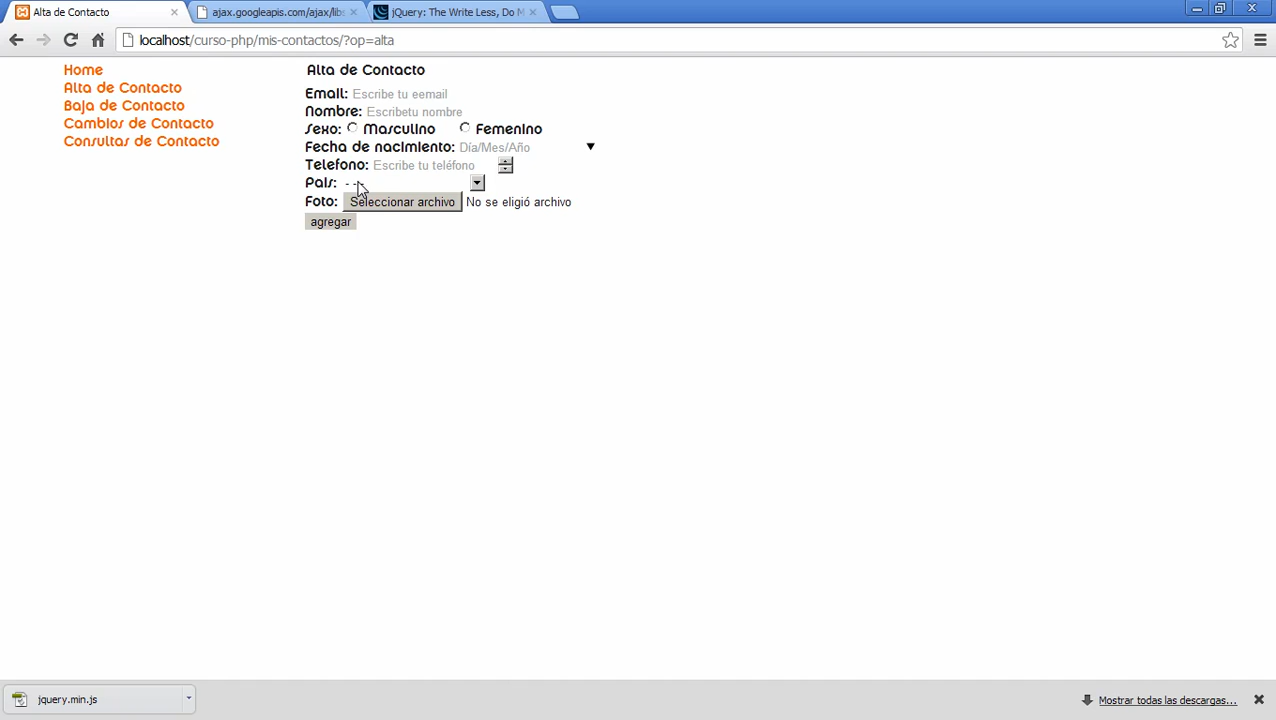 Alta de Contacto
ajax.googleapis.com/ajax/libs
jQuery: The Write Less, Do M
localhost/curso-php/mis-contactos/?op=alta
Home
Alta de Contacto
Baja de Contacto
Cambios de Contacto
Consultas de Contacto
Alta de Contacto
Email: Escribe tu eemail
Nombre: Escribetu nombre
Sexo: Masculino Femenino
Fecha de nacimiento: Día/Mes/Año
Telefono: Escribe tu teléfono
País: - - -
Foto: Seleccionar archivo No se eligió archivo
agregar
jquery.min.js
Mostrar todas las descargas...